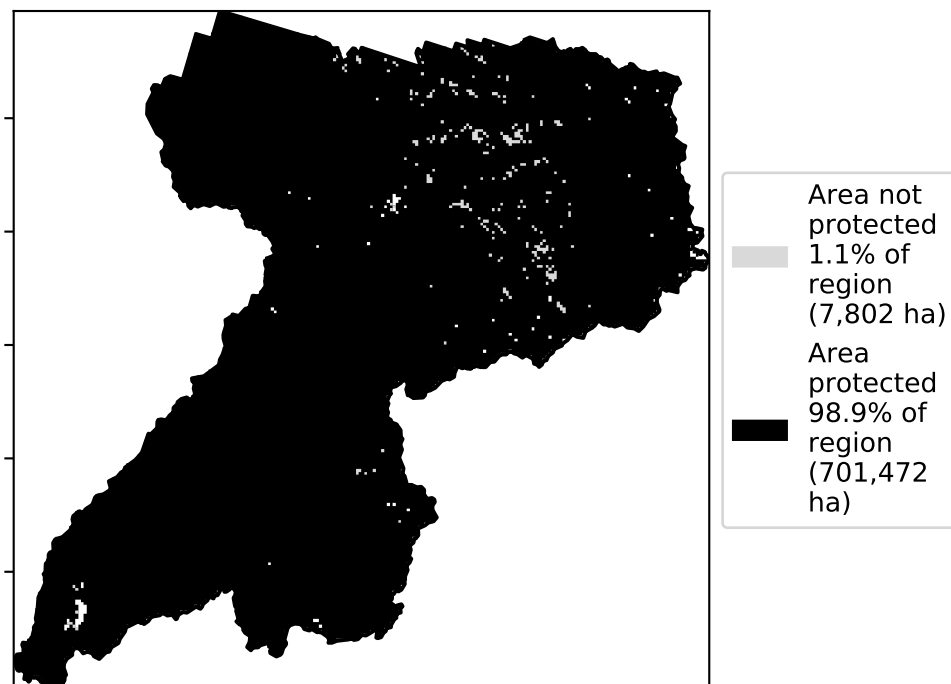 Area not
protected
1.1% of
region
(7,802 ha)
Area
protected
98.9% of
region
(701,472
ha)